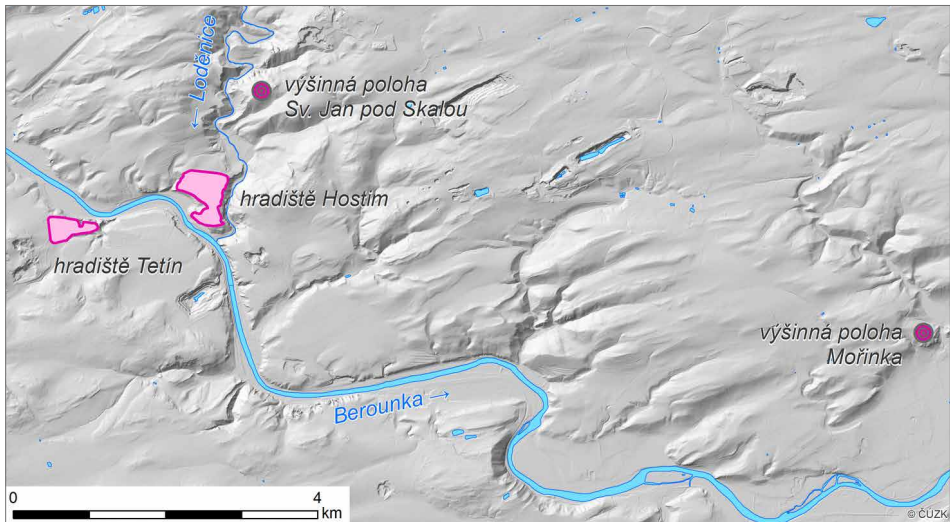 ← Loděnice
výšinná poloha
Sv. Jan pod Skalou
hradiště Hostim
hradiště Tetín
výšinná poloha
Mořinka
Berounka →
0 4
km
© ČÚZK